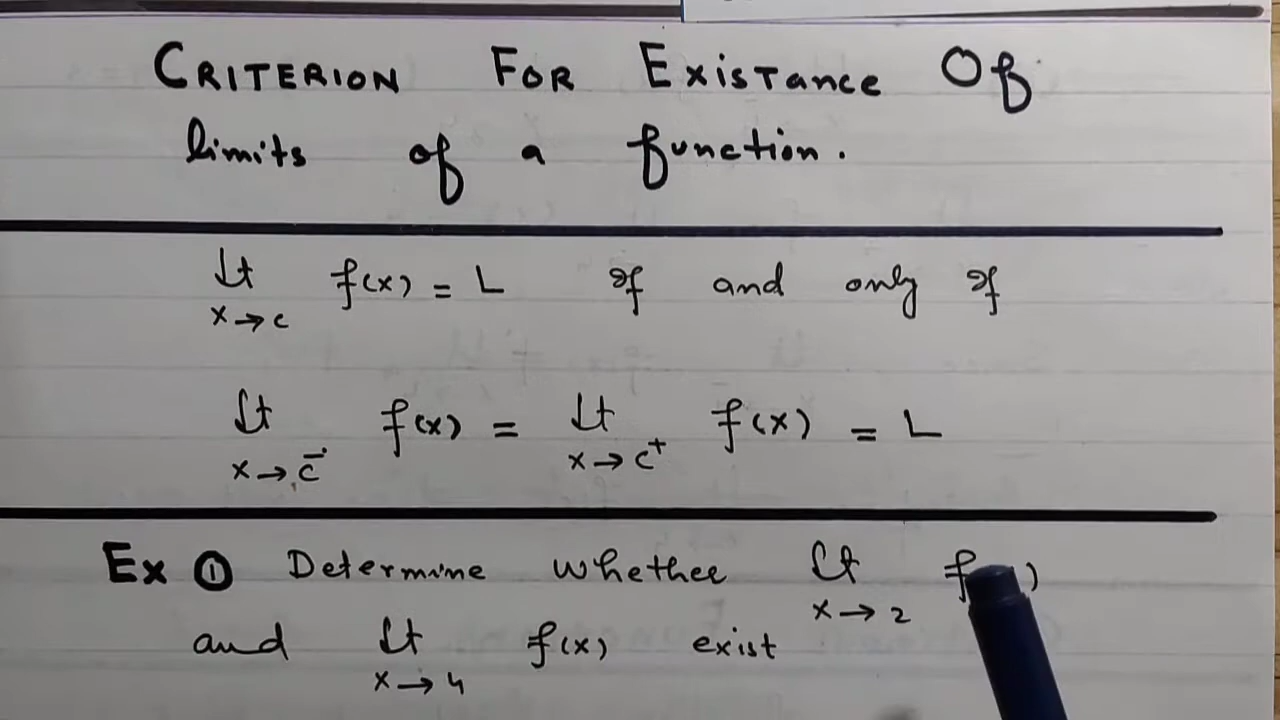 CRITERION FOR ExisTance Of
limits of a function.
Lt f(x) = L If and only If
x→c
Lt f(x) = Lt f(x) = L
x→c⁻ x→c⁺
Ex ① Determine whether Lt
x→2
and Lt f(x) exist
x→4